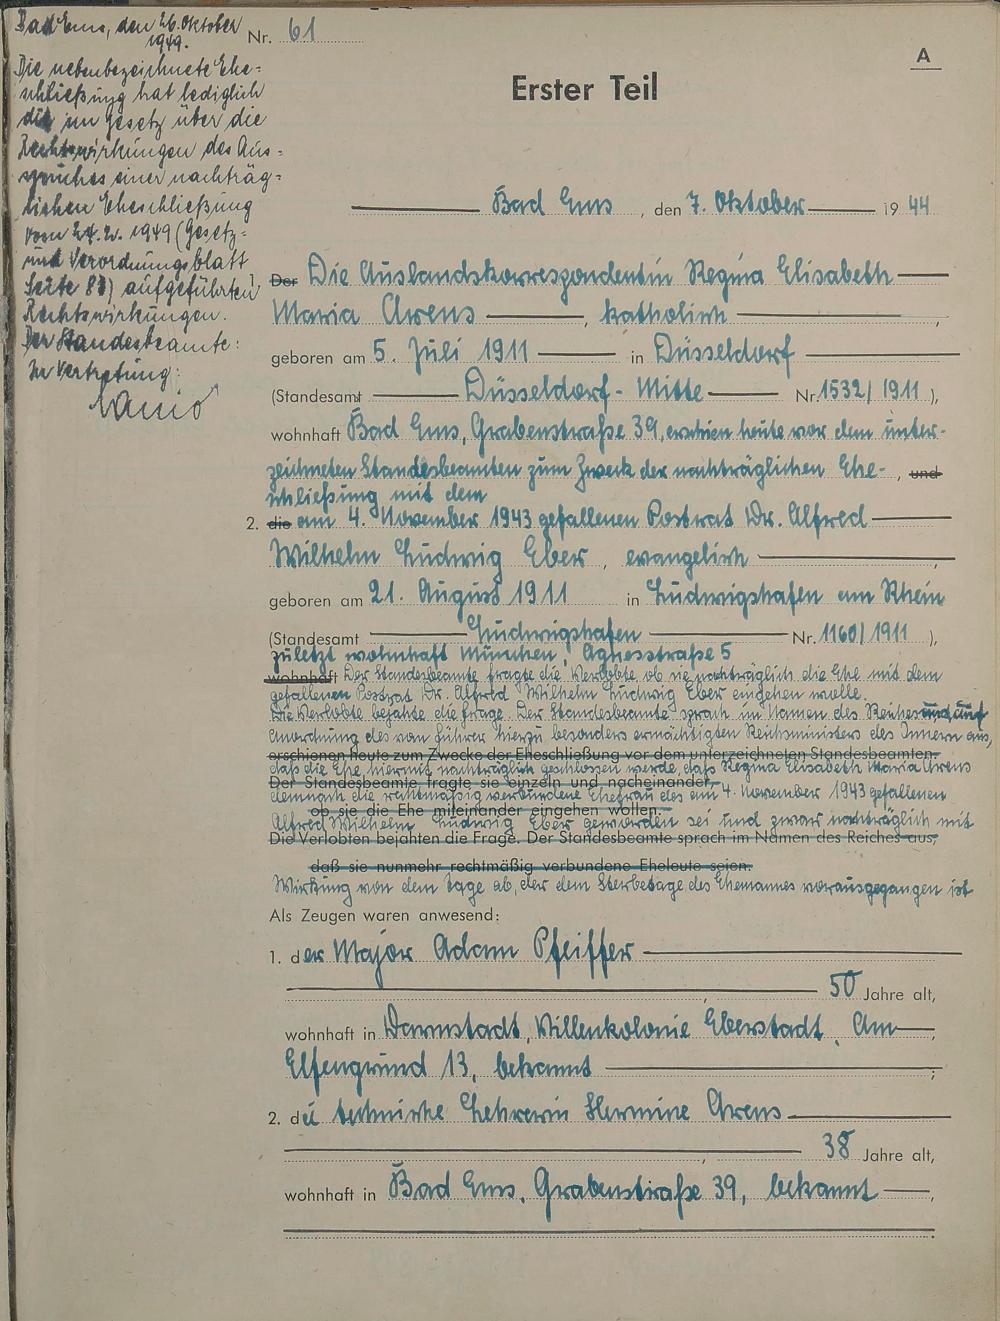 Bad Ems, den 26. Oktober
1949.
Die nebenbezeichnete Ehe=
schließung hat lediglich
die im Gesetz über die
Rechtswirkungen des Aus=
spruches einer nachträg=
lichen Eheschließung
vom 24.2.1949 (Gesetz=
und Verordnungsblatt
Seite 81) aufgeführten
Rechtswirkungen.
Der Standesbeamte:
In Vertretung:
Nr. 61
A
Erster Teil
Bad Ems, den 7. Oktober 19 44
Der Die Auslandskorrespondentin Regina Elisabeth
Maria Arens, katholisch,
geboren am 5. Juli 1911 in Düsseldorf
(Standesamt Düsseldorf-Mitte Nr. 1532/1911),
wohnhaft Bad Ems, Grabenstraße 39, erschien heute vor dem unter-
zeichneten Standesbeamten zum Zweck der nachträglichen Ehe-, und
schließung mit dem
2. die am 4. November 1943 gefallenen Postrat Dr. Alfred
Wilhelm Ludwig Eber, evangelisch,
geboren am 21. August 1911 in Ludwigshafen am Rhein
(Standesamt Ludwigshafen Nr. 1160/1911),
zuletzt wohnhaft München, Agnesstraße 5
wohnhaft Der Standesbeamte fragte die Verlobte, ob sie nachträglich die Ehe mit dem
gefallenen Postrat Dr. Alfred Wilhelm Ludwig Eber eingehen wolle.
Die Verlobte bejahte die Frage. Der Standesbeamte sprach im Namen des Reiches und auf
Anordnung des vom Führer hierzu besonders ermächtigten Reichsministers des Innern aus,
erschienen heute zum Zwecke der Eheschließung vor dem unterzeichneten Standesbeamten.
daß die Ehe hiermit nachträglich geschlossen werde, daß Regina Elisabeth Maria Arens
Der Standesbeamte fragte sie einzeln und nacheinander,
demnach die rechtmäßig verbundene Ehefrau des am 4. November 1943 gefallenen
ob sie die Ehe miteinander eingehen wollen.
Alfred Wilhelm Ludwig Eber geworden sei und zwar nachträglich mit
Die Verlobten bejahten die Frage. Der Standesbeamte sprach im Namen des Reiches aus,
daß sie nunmehr rechtmäßig verbundene Eheleute seien.
Wirkung von dem Tage ab, der dem Sterbetage des Ehemannes vorausgegangen ist
Als Zeugen waren anwesend:
1. der Major Adam Pfeiffer
, 50 Jahre alt,
wohnhaft in Darmstadt, Villenkolonie Eberstadt, Am
Elfengrund 13, bekannt;
2. die technische Lehrerin Hermine Arens
, 38 Jahre alt,
wohnhaft in Bad Ems, Grabenstraße 39, bekannt,